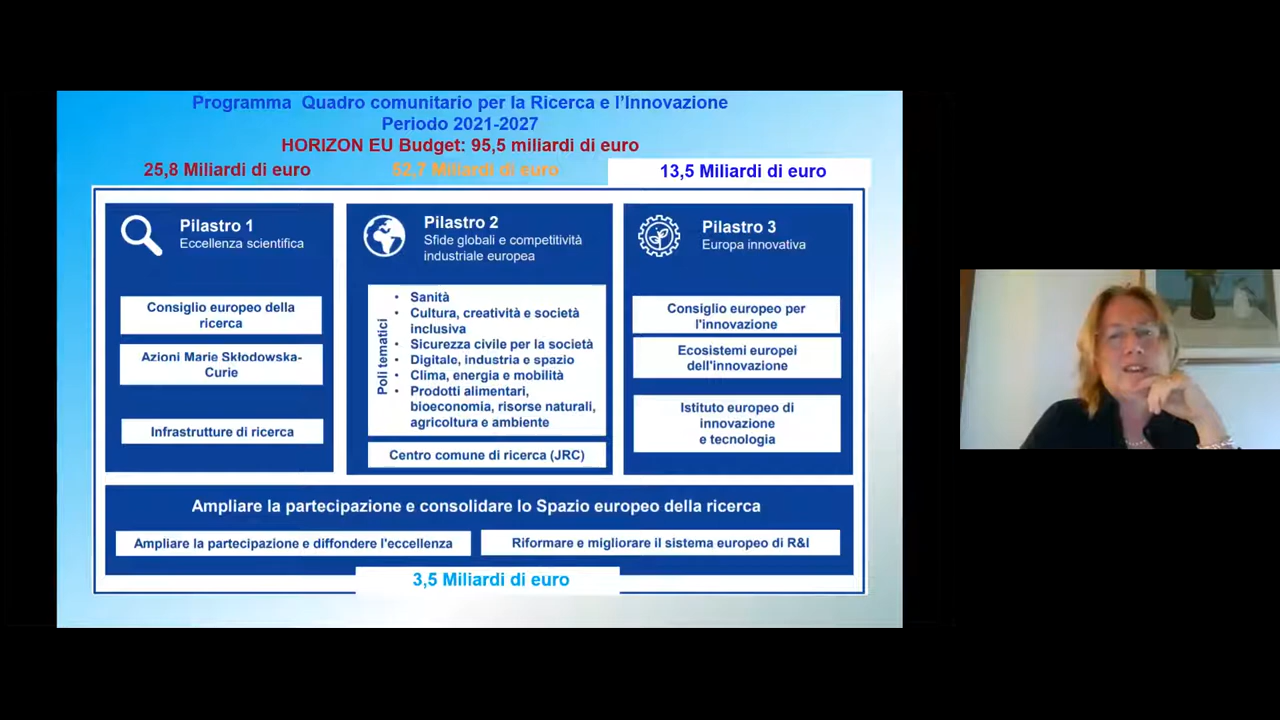 Programma Quadro comunitario per la Ricerca e l'Innovazione
Periodo 2021-2027
HORIZON EU Budget: 95,5 miliardi di euro
25,8 Miliardi di euro
52,7 Miliardi di euro
13,5 Miliardi di euro
Pilastro 1
Eccellenza scientifica
Consiglio europeo della
ricerca
Azioni Marie Skłodowska-
Curie
Infrastrutture di ricerca
Pilastro 2
Sfide globali e competitività
industriale europea
Poli tematici
• Sanità
• Cultura, creatività e società
inclusiva
• Sicurezza civile per la società
• Digitale, industria e spazio
• Clima, energia e mobilità
• Prodotti alimentari,
bioeconomia, risorse naturali,
agricoltura e ambiente
Centro comune di ricerca (JRC)
Pilastro 3
Europa innovativa
Consiglio europeo per
l'innovazione
Ecosistemi europei
dell'innovazione
Istituto europeo di
innovazione
e tecnologia
Ampliare la partecipazione e consolidare lo Spazio europeo della ricerca
Ampliare la partecipazione e diffondere l'eccellenza
Riformare e migliorare il sistema europeo di R&I
3,5 Miliardi di euro